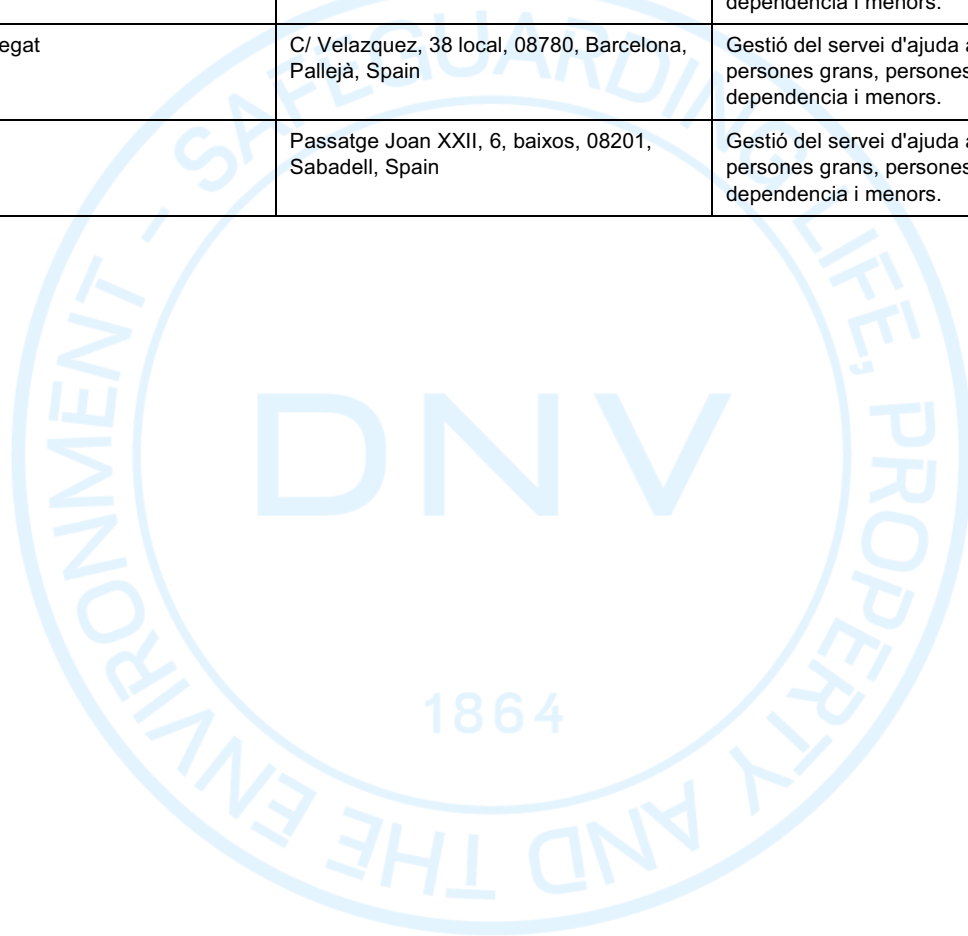 dependencia i menors.
egat
C/ Velazquez, 38 local, 08780, Barcelona,
Pallejà, Spain
Gestió del servei d'ajuda a
persones grans, persones
dependencia i menors.
Passatge Joan XXII, 6, baixos, 08201,
Sabadell, Spain
Gestió del servei d'ajuda a
persones grans, persones
dependencia i menors.
SAFEGUARDING LIFE, PROPERTY AND THE ENVIRONMENT -
DNV
1864